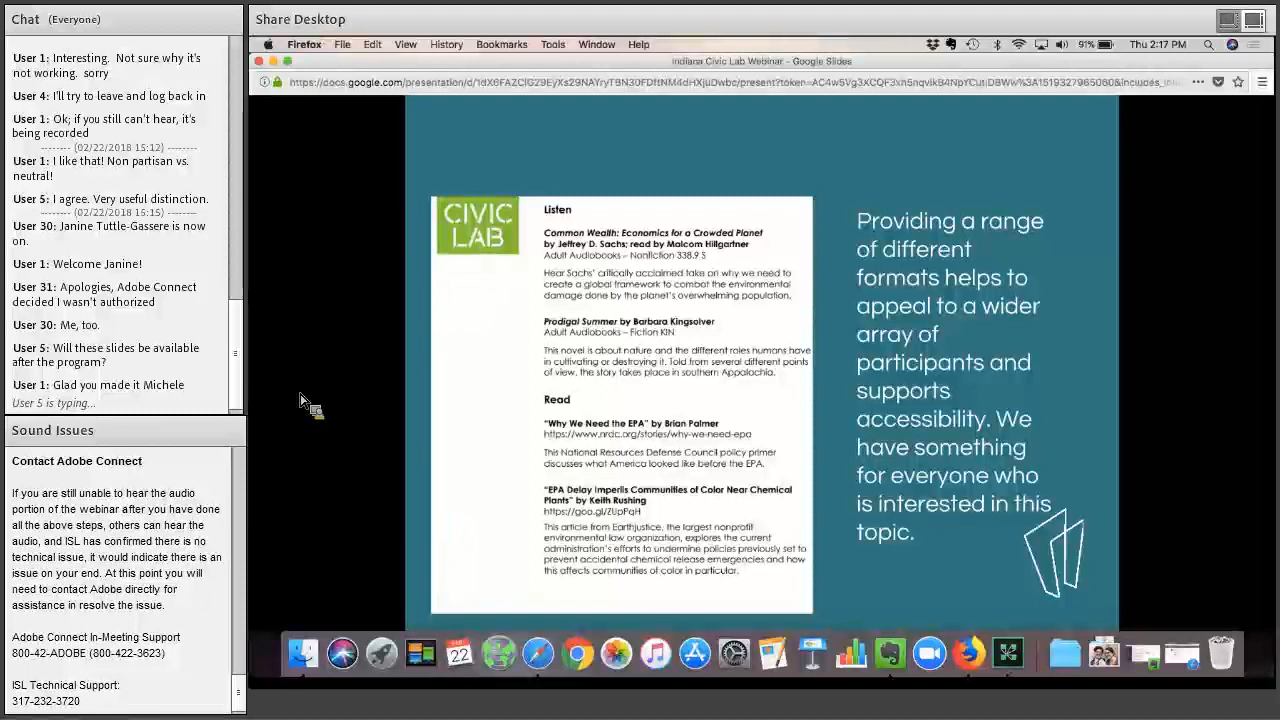 Chat (Everyone)
User 1: Interesting. Not sure why it's
not working. sorry
User 4: I'll try to leave and log back in
User 1: Ok; if you still can't hear, it's
being recorded
-------- (02/22/2018 15:12) --------
User 1: I like that! Non partisan vs.
neutral!
User 5: I agree. Very useful distinction.
-------- (02/22/2018 15:15) --------
User 30: Janine Tuttle-Gassere is now
on.
User 1: Welcome Janine!
User 31: Apologies, Adobe Connect
decided I wasn't authorized
User 30: Me, too.
User 5: Will these slides be available
after the program?
User 1: Glad you made it Michele
User 5 is typing...
Sound Issues
Contact Adobe Connect
If you are still unable to hear the audio
portion of the webinar after you have done
all the above steps, others can hear the
audio, and ISL has confirmed there is no
technical issue, it would indicate there is an
issue on your end. At this point you will
need to contact Adobe directly for
assistance in resolve the issue.
Adobe Connect In-Meeting Support
800-42-ADOBE (800-422-3623)
ISL Technical Support:
317-232-3720
Share Desktop
Firefox File Edit View History Bookmarks Tools Window Help 91% Thu 2:17 PM
Indiana Civic Lab Webinar - Google Slides
CIVIC
LAB
Listen
Common Wealth: Economics for a Crowded Planet
by Jeffrey D. Sachs; read by Malcom Hillgartner
Adult Audiobooks – Nonfiction 338.9 S
Hear Sachs' critically acclaimed take on why we need to
create a global framework to combat the environmental
damage done by the planet's overwhelming population.
Prodigal Summer by Barbara Kingsolver
Adult Audiobooks – Fiction KIN
This novel is about nature and the different roles humans have
in cultivating or destroying it. Told from several different points
of view, the story takes place in southern Appalachia.
Read
"Why We Need the EPA" by Brian Palmer
https://www.nrdc.org/stories/why-we-need-epa
This National Resources Defense Council policy primer
discusses what America looked like before the EPA.
"EPA Delay Imperils Communities of Color Near Chemical
Plants" by Keith Rushing
https://goo.gl/ZUpPqH
This article from Earthjustice, the largest nonprofit
environmental law organization, explores the current
administration's efforts to undermine policies previously set to
prevent accidental chemical release emergencies and how
this affects communities of color in particular.
Providing a range
of different
formats helps to
appeal to a wider
array of
participants and
supports
accessibility. We
have something
for everyone who
is interested in this
topic.
22